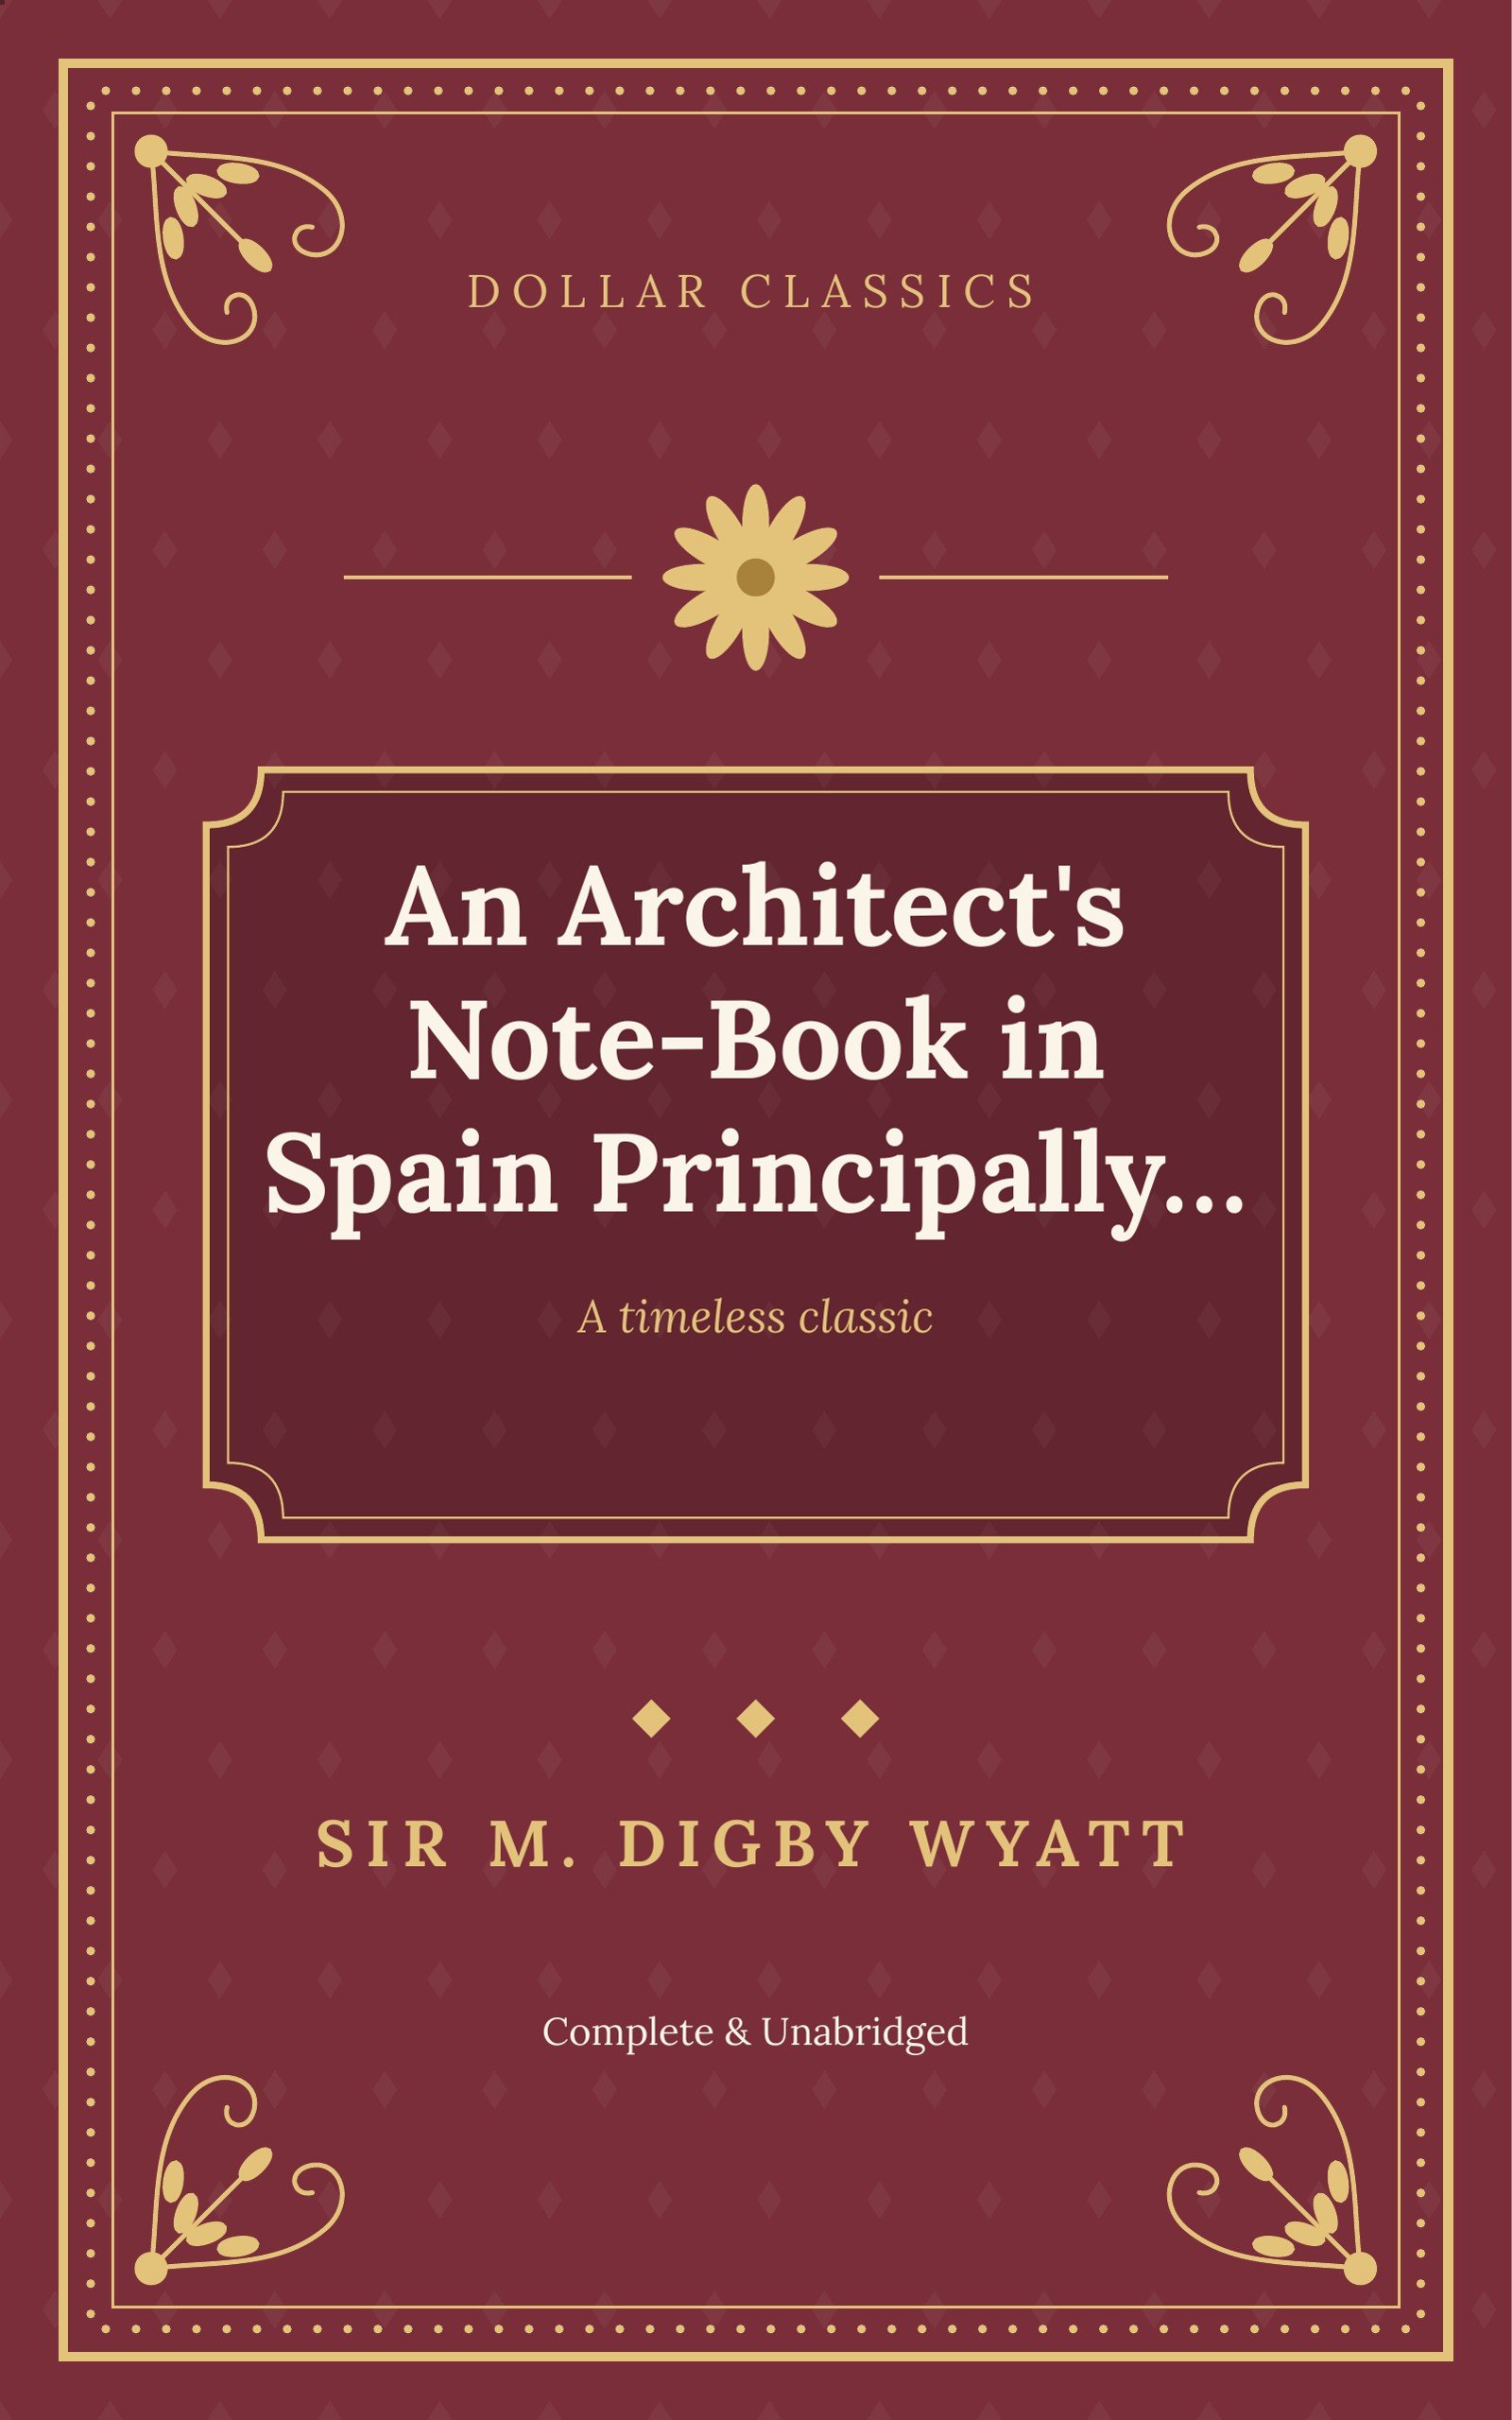 DOLLAR CLASSICS
An Architect's
Note-Book in
Spain Principally...
A timeless classic
SIR M. DIGBY WYATT
Complete & Unabridged